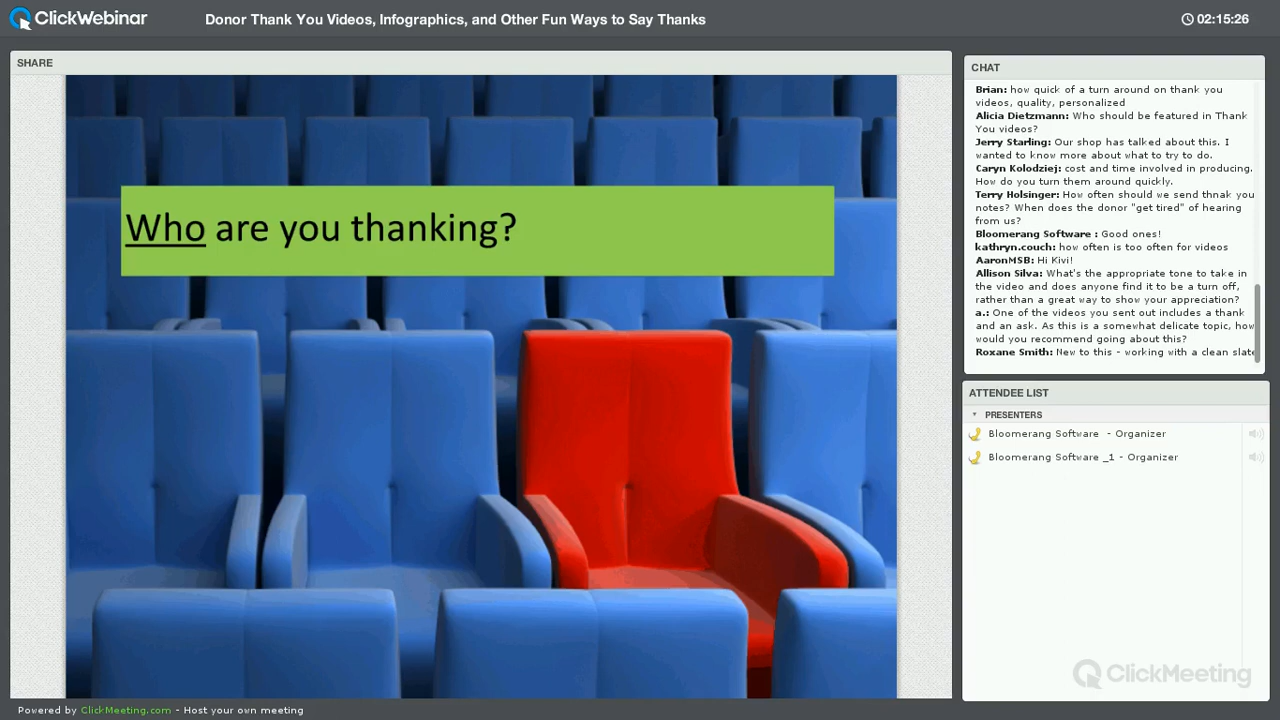 ClickWebinar
Donor Thank You Videos, Infographics, and Other Fun Ways to Say Thanks
02:15:26
SHARE
Who are you thanking?
CHAT
Brian: how quick of a turn around on thank you
videos, quality, personalized
Alicia Dietzmann: Who should be featured in Thank
You videos?
Jerry Starling: Our shop has talked about this. I
wanted to know more about what to try to do.
Caryn Kolodziej: cost and time involved in producing.
How do you turn them around quickly.
Terry Holsinger: How often should we send thnak you
notes? When does the donor "get tired" of hearing
from us?
Bloomerang Software : Good ones!
kathryn.couch: how often is too often for videos
AaronMSB: Hi Kivi!
Allison Silva: What's the appropriate tone to take in
the video and does anyone find it to be a turn off,
rather than a great way to show your appreciation?
a.: One of the videos you sent out includes a thank
and an ask. As this is a somewhat delicate topic, how
would you recommend going about this?
Roxane Smith: New to this - working with a clean slate
ATTENDEE LIST
PRESENTERS
Bloomerang Software - Organizer
Bloomerang Software _1 - Organizer
ClickMeeting
Powered by ClickMeeting.com - Host your own meeting